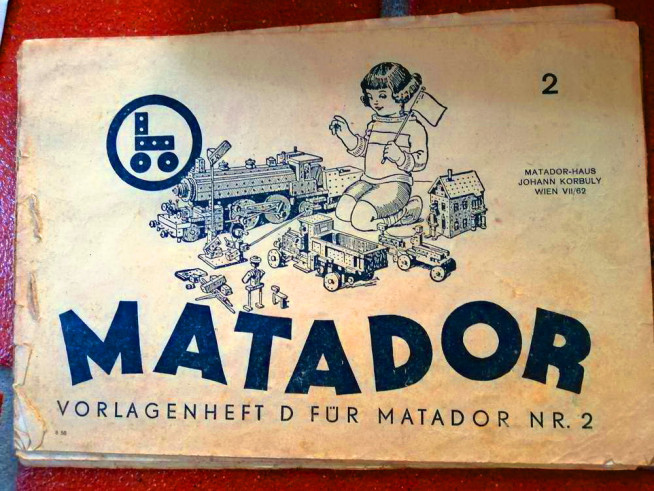 2
MATADOR-HAUS
JOHANN KORBULY
WIEN VII/62
MATADOR
VORLAGENHEFT D FÜR MATADOR NR. 2